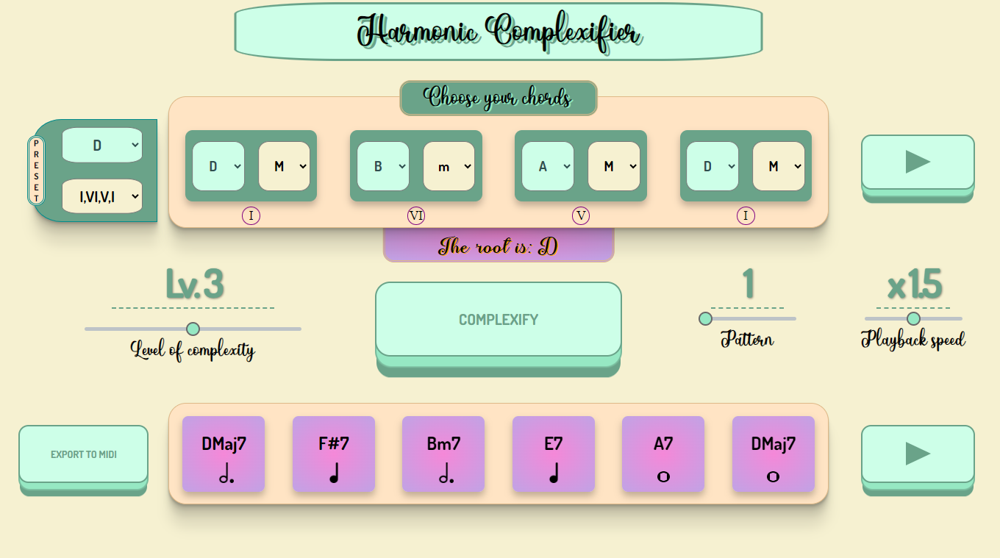 Harmonic Complexifier
Choose your chords
PRESET
D
I,VI,V,I
D M
B m
A M
D M
I
VI
V
I
The root is: D
Lv.3
Level of complexity
COMPLEXIFY
1
Pattern
x1.5
Playback speed
EXPORT TO MIDI
DMaj7
F#7
Bm7
E7
A7
DMaj7